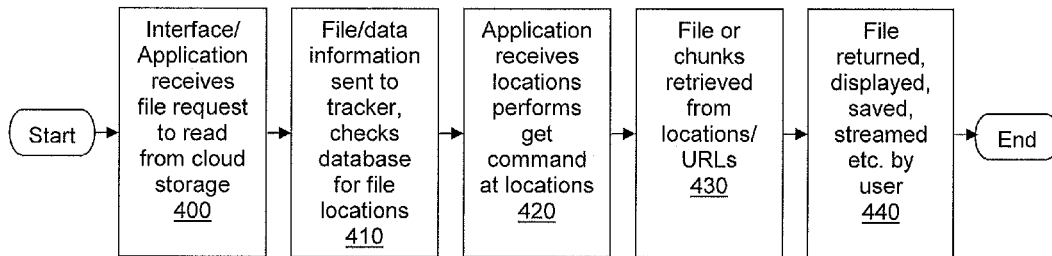 Start
Interface/
Application
receives
file request
to read
from cloud
storage
400
File/data
information
sent to
tracker,
checks
database
for file
locations
410
Application
receives
locations
performs
get
command
at locations
420
File or
chunks
retrieved
from
locations/
URLs
430
File
returned,
displayed,
saved,
streamed
etc. by
user
440
End